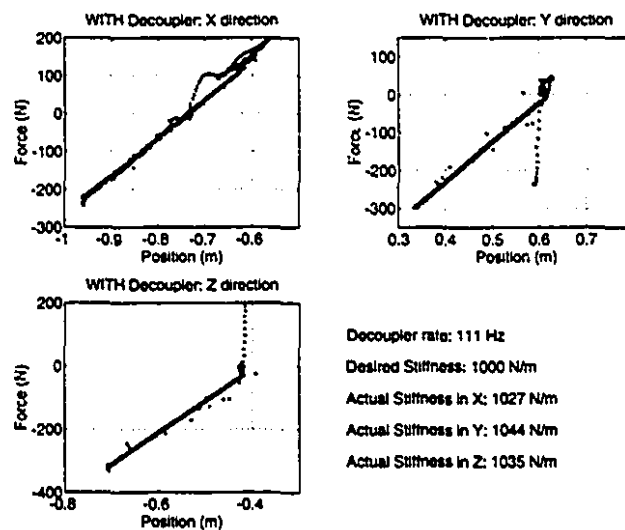 WITH Decoupler: X direction
WITH Decoupler: Y direction
200
100
0
-100
-200
-300
Force (N)
-1
-0.9
-0.8
-0.7
-0.6
Position (m)
100
0
-100
-200
-300
Force (N)
0.3
0.4
0.5
0.6
0.7
Position (m)
WITH Decoupler: Z direction
200
0
-200
-400
Force (N)
-0.8
-0.6
-0.4
Position (m)
Decoupler rate: 111 Hz
Desired Stiffness: 1000 N/m
Actual Stiffness in X: 1027 N/m
Actual Stiffness in Y: 1044 N/m
Actual Stiffness in Z: 1035 N/m